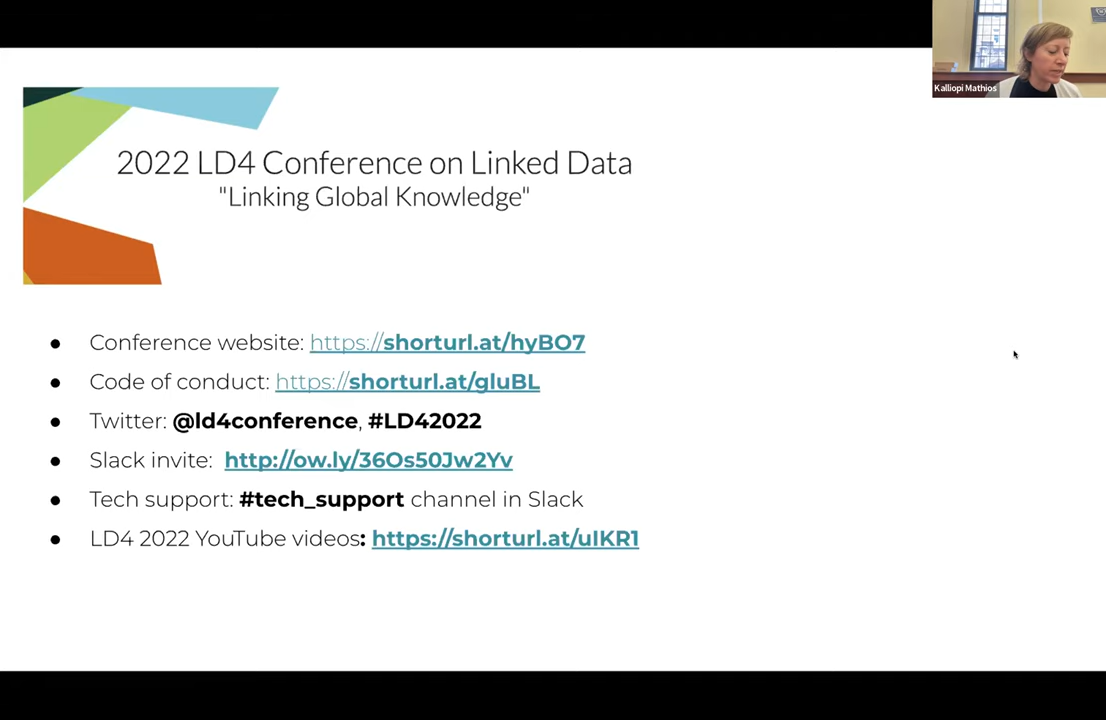 Kalliopi Mathios
2022 LD4 Conference on Linked Data
"Linking Global Knowledge"
● Conference website: https://shorturl.at/hyBO7
● Code of conduct: https://shorturl.at/gluBL
● Twitter: @ld4conference, #LD42022
● Slack invite: http://ow.ly/36Os50Jw2Yv
● Tech support: #tech_support channel in Slack
● LD4 2022 YouTube videos: https://shorturl.at/uIKR1